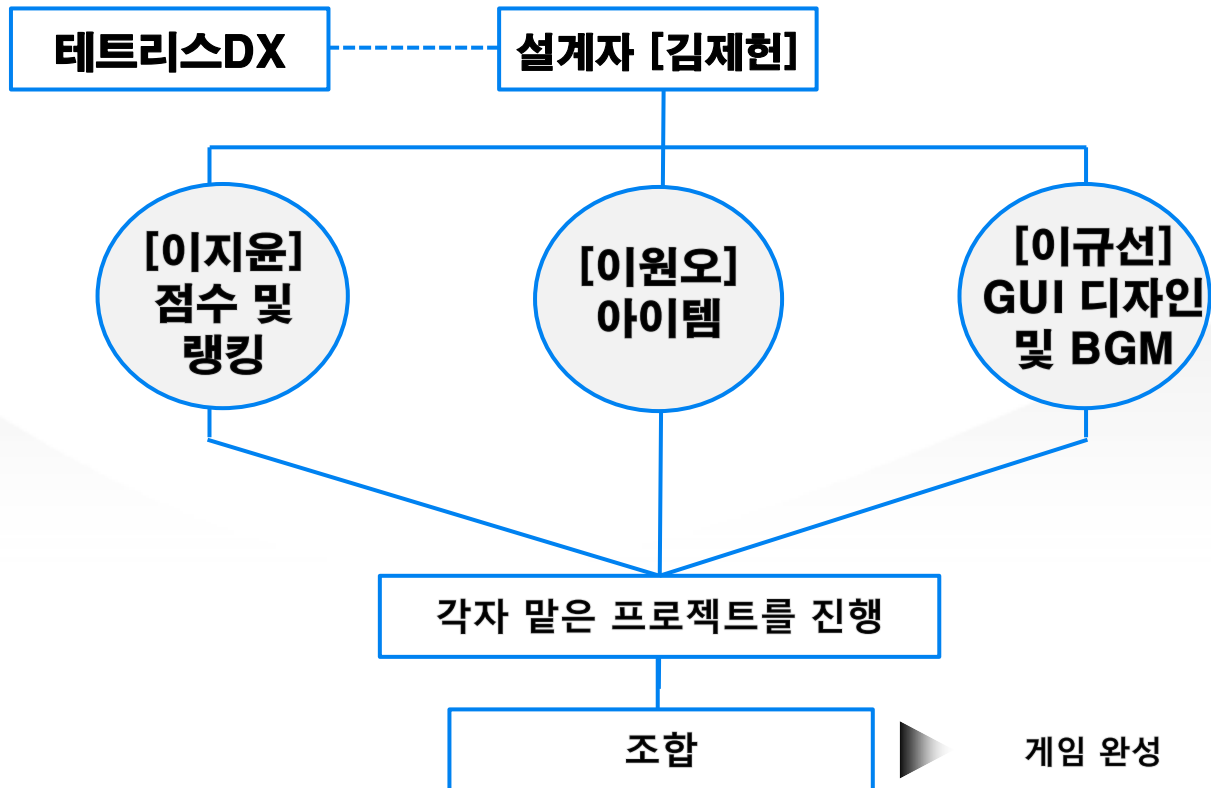 테트리스DX
설계자 [김제헌]
[이지윤]
점수 및
랭킹
[이원오]
아이템
[이규선]
GUI 디자인
및 BGM
각자 맡은 프로젝트를 진행
조합
게임 완성